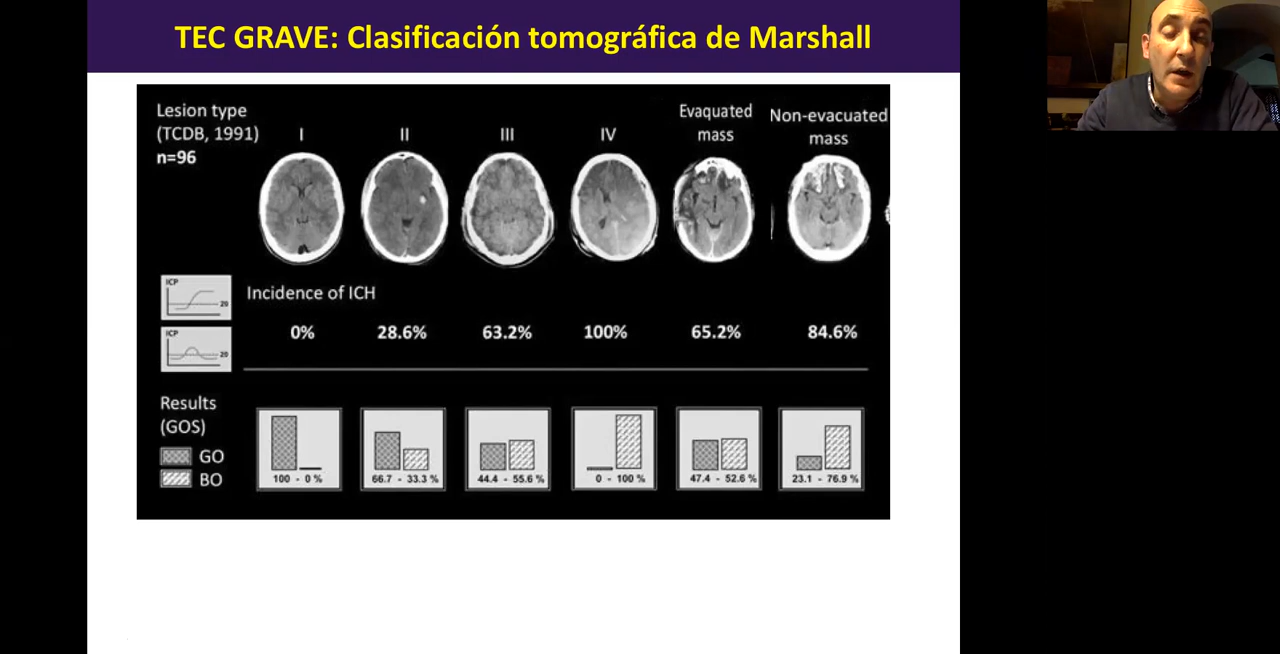 TEC GRAVE: Clasificación tomográfica de Marshall
Lesion type
(TCDB, 1991)
n=96
I
II
III
IV
Evaquated
mass
Non-evacuated
mass
ICP
20
Incidence of ICH
ICP
20
0%
28.6%
63.2%
100%
65.2%
84.6%
Results
(GOS)
GO
BO
100 - 0 %
66.7 - 33.3 %
44.4 - 55.6 %
0 - 100 %
47.4 - 52.6 %
23.1 - 76.9 %